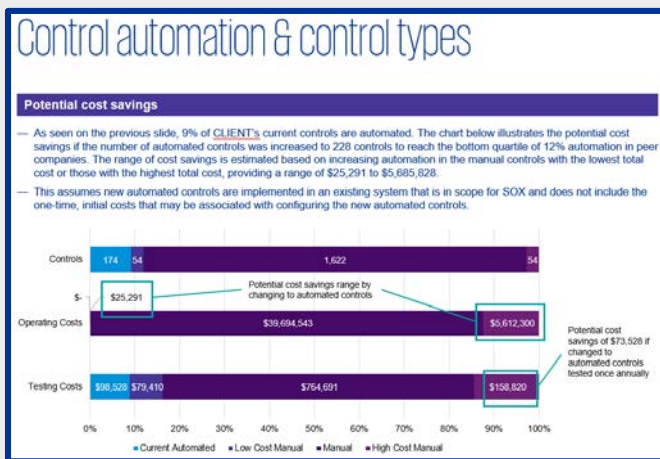 Control automation & control types
Potential cost savings
— As seen on the previous slide, 9% of CLIENT's current controls are automated. The chart below illustrates the potential cost
savings if the number of automated controls was increased to 228 controls to reach the bottom quartile of 12% automation in peer
companies. The range of cost savings is estimated based on increasing automation in the manual controls with the lowest total
cost or those with the highest total cost, providing a range of $25,291 to $5,685,828.
— This assumes new automated controls are implemented in an existing system that is in scope for SOX and does not include the
one-time, initial costs that may be associated with configuring the new automated controls.
Controls 174 54 1,622 54
$- $25,291
Potential cost savings range by
changing to automated controls
Operating Costs $39,694,543 $5,612,300
Potential cost
savings of $73,528 if
changed to
automated controls
tested once annually
Testing Costs $98,528 $79,410 $764,691 $158,820
0% 10% 20% 30% 40% 50% 60% 70% 80% 90% 100%
Current Automated Low Cost Manual Manual High Cost Manual